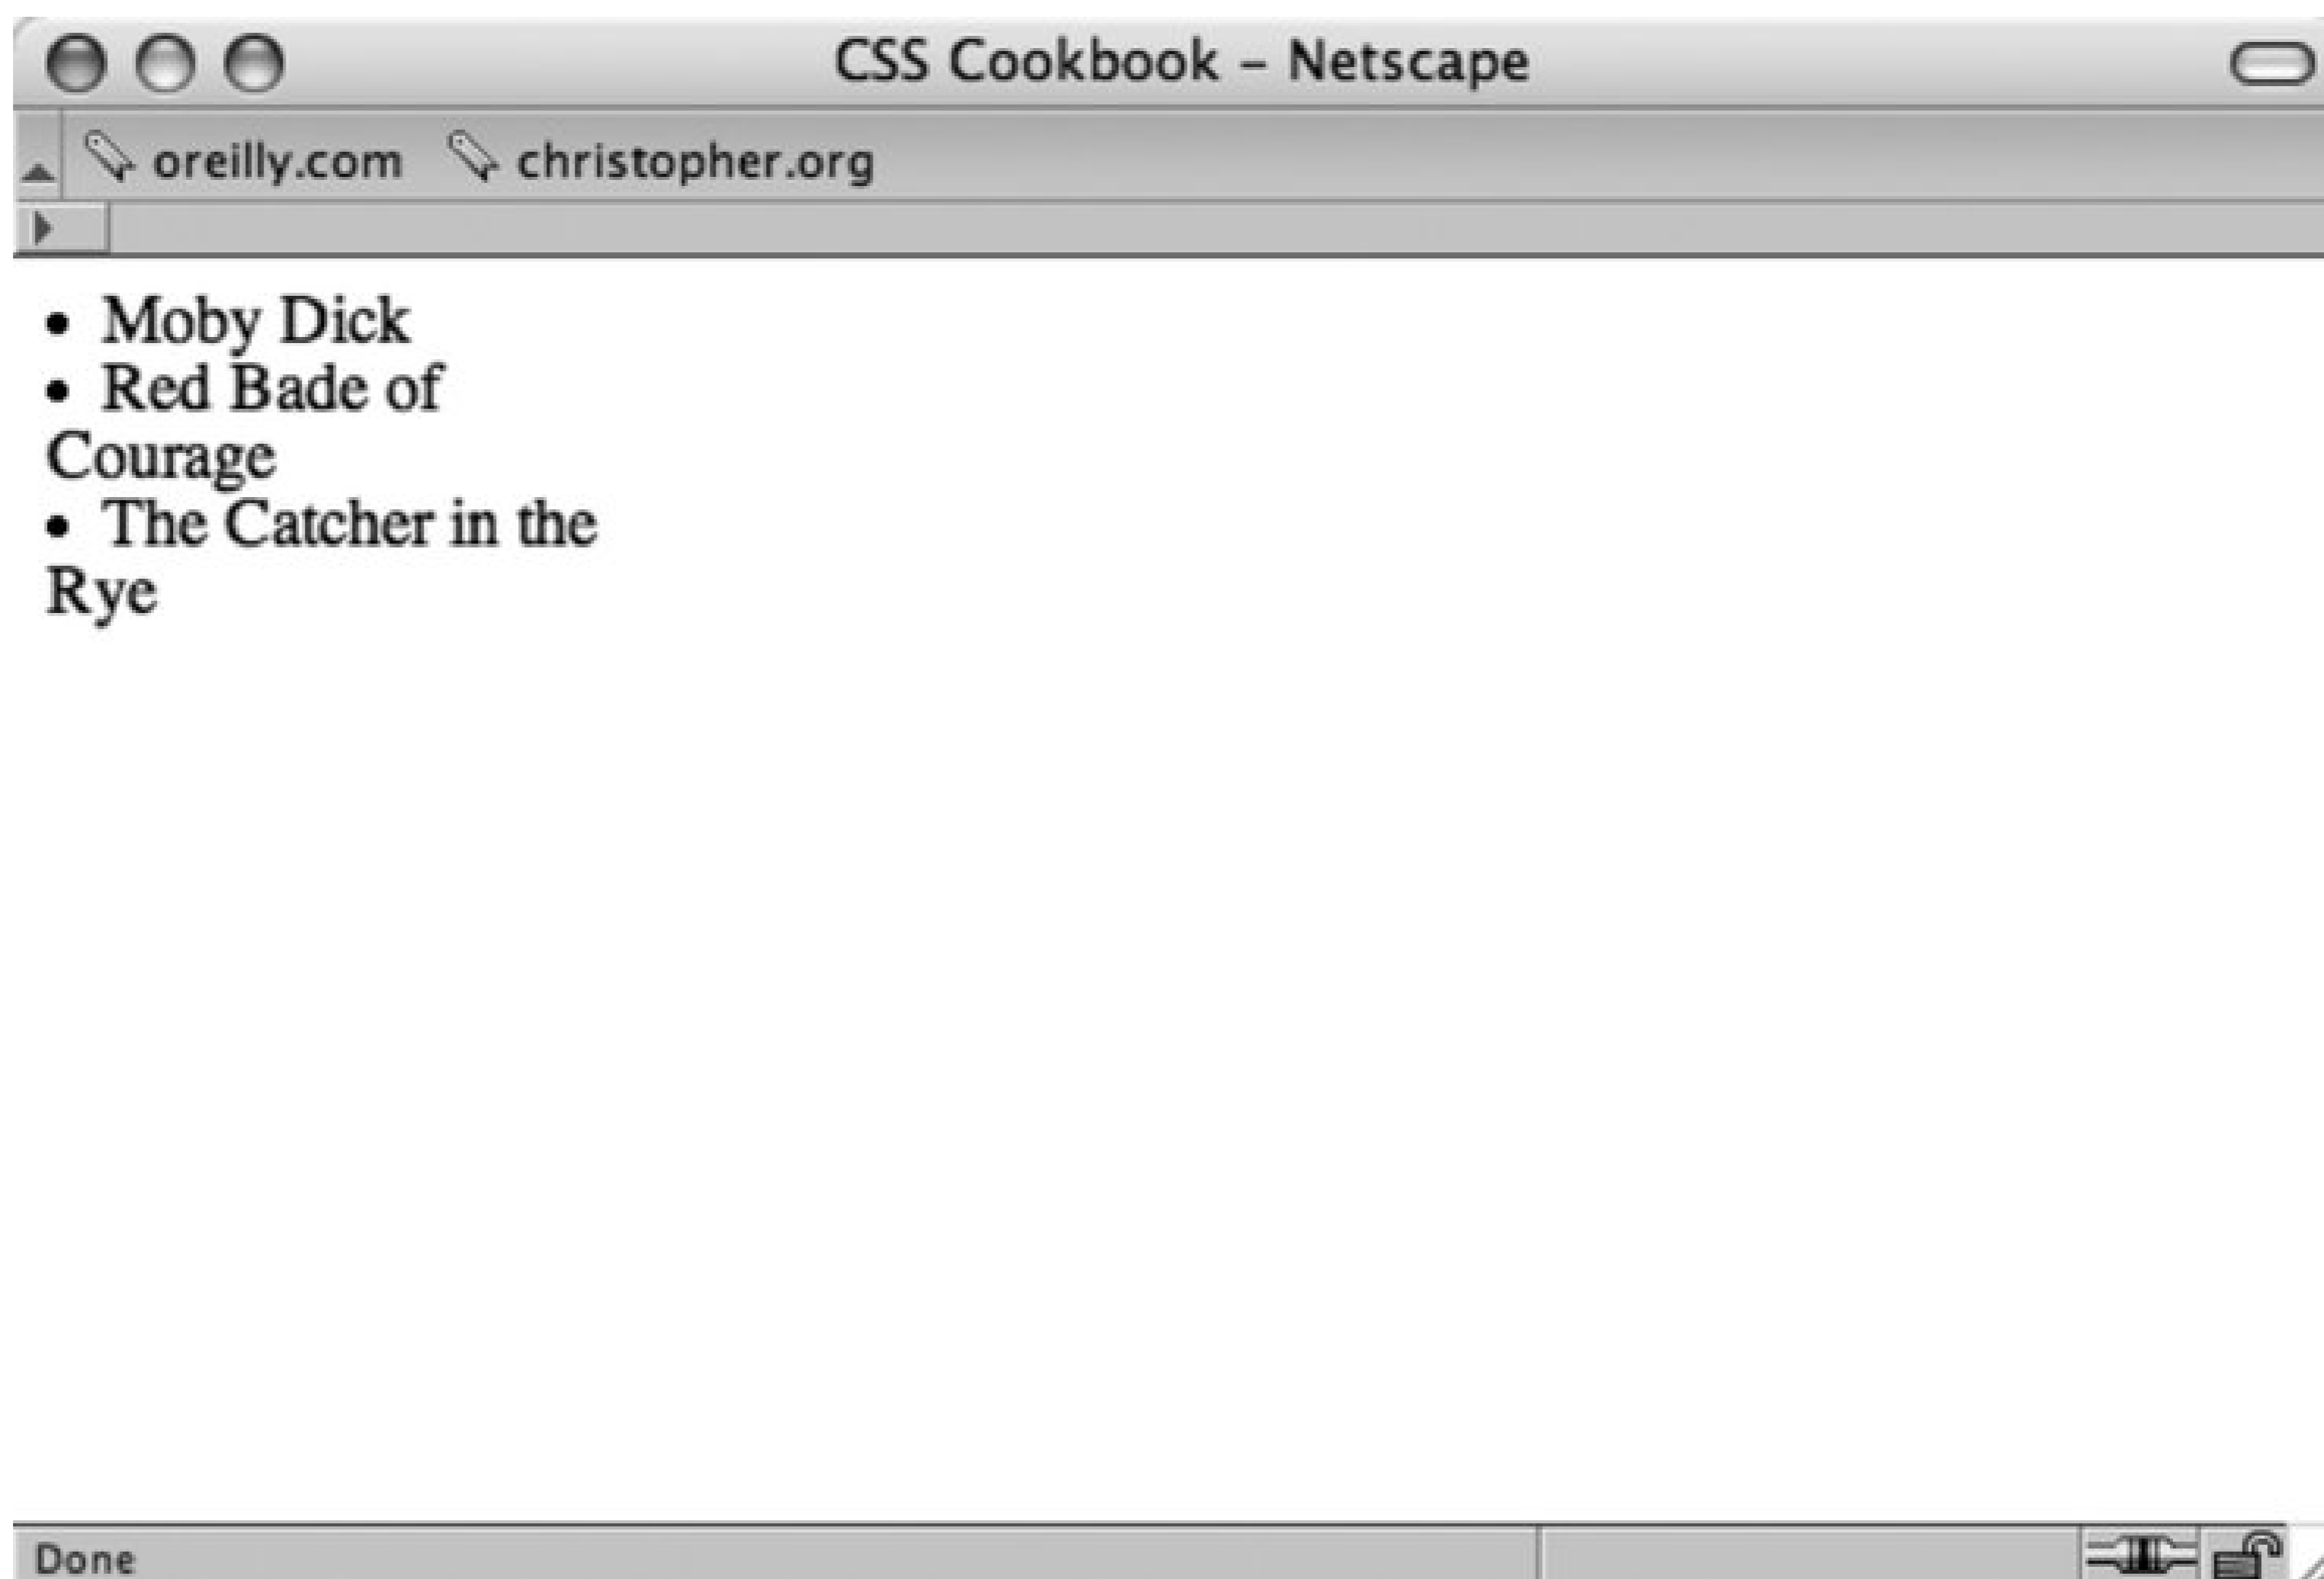 CSS Cookbook – Netscape
oreilly.com christopher.org
• Moby Dick
• Red Bade of
Courage
• The Catcher in the
Rye
Done